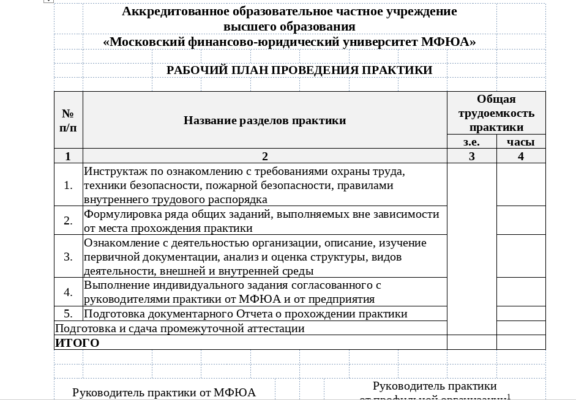 Аккредитованное образовательное частное учреждение
высшего образования
«Московский финансово-юридический университет МФЮА»
РАБОЧИЙ ПЛАН ПРОВЕДЕНИЯ ПРАКТИКИ
№ п/п
Название разделов практики
Общая
трудоемкость
практики
з.е. часы
1 2 3 4
1. Инструктаж по ознакомлению с требованиями охраны труда,
техники безопасности, пожарной безопасности, правилами
внутреннего трудового распорядка
2. Формулировка ряда общих заданий, выполняемых вне зависимости
от места прохождения практики
3. Ознакомление с деятельностью организации, описание, изучение
первичной документации, анализ и оценка структуры, видов
деятельности, внешней и внутренней среды
4. Выполнение индивидуального задания согласованного с
руководителями практики от МФЮА и от предприятия
5. Подготовка документорного Отчета о прохождении практики
Подготовка и сдача промежуточной аттестации
ИТОГО
Руководитель практики от МФЮА
Руководитель практики
от профильной организации¹